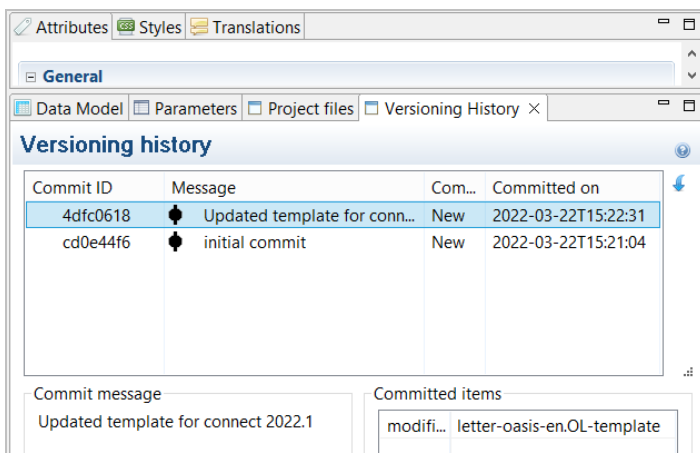 Attributes Styles Translations
General
Data Model Parameters Project files Versioning History
Versioning history
Commit ID Message Com... Committed on
4dfc0618 Updated template for conn... New 2022-03-22T15:22:31
cd0e44f6 initial commit New 2022-03-22T15:21:04
Commit message Committed items
Updated template for connect 2022.1 modifi... letter-oasis-en.OL-template